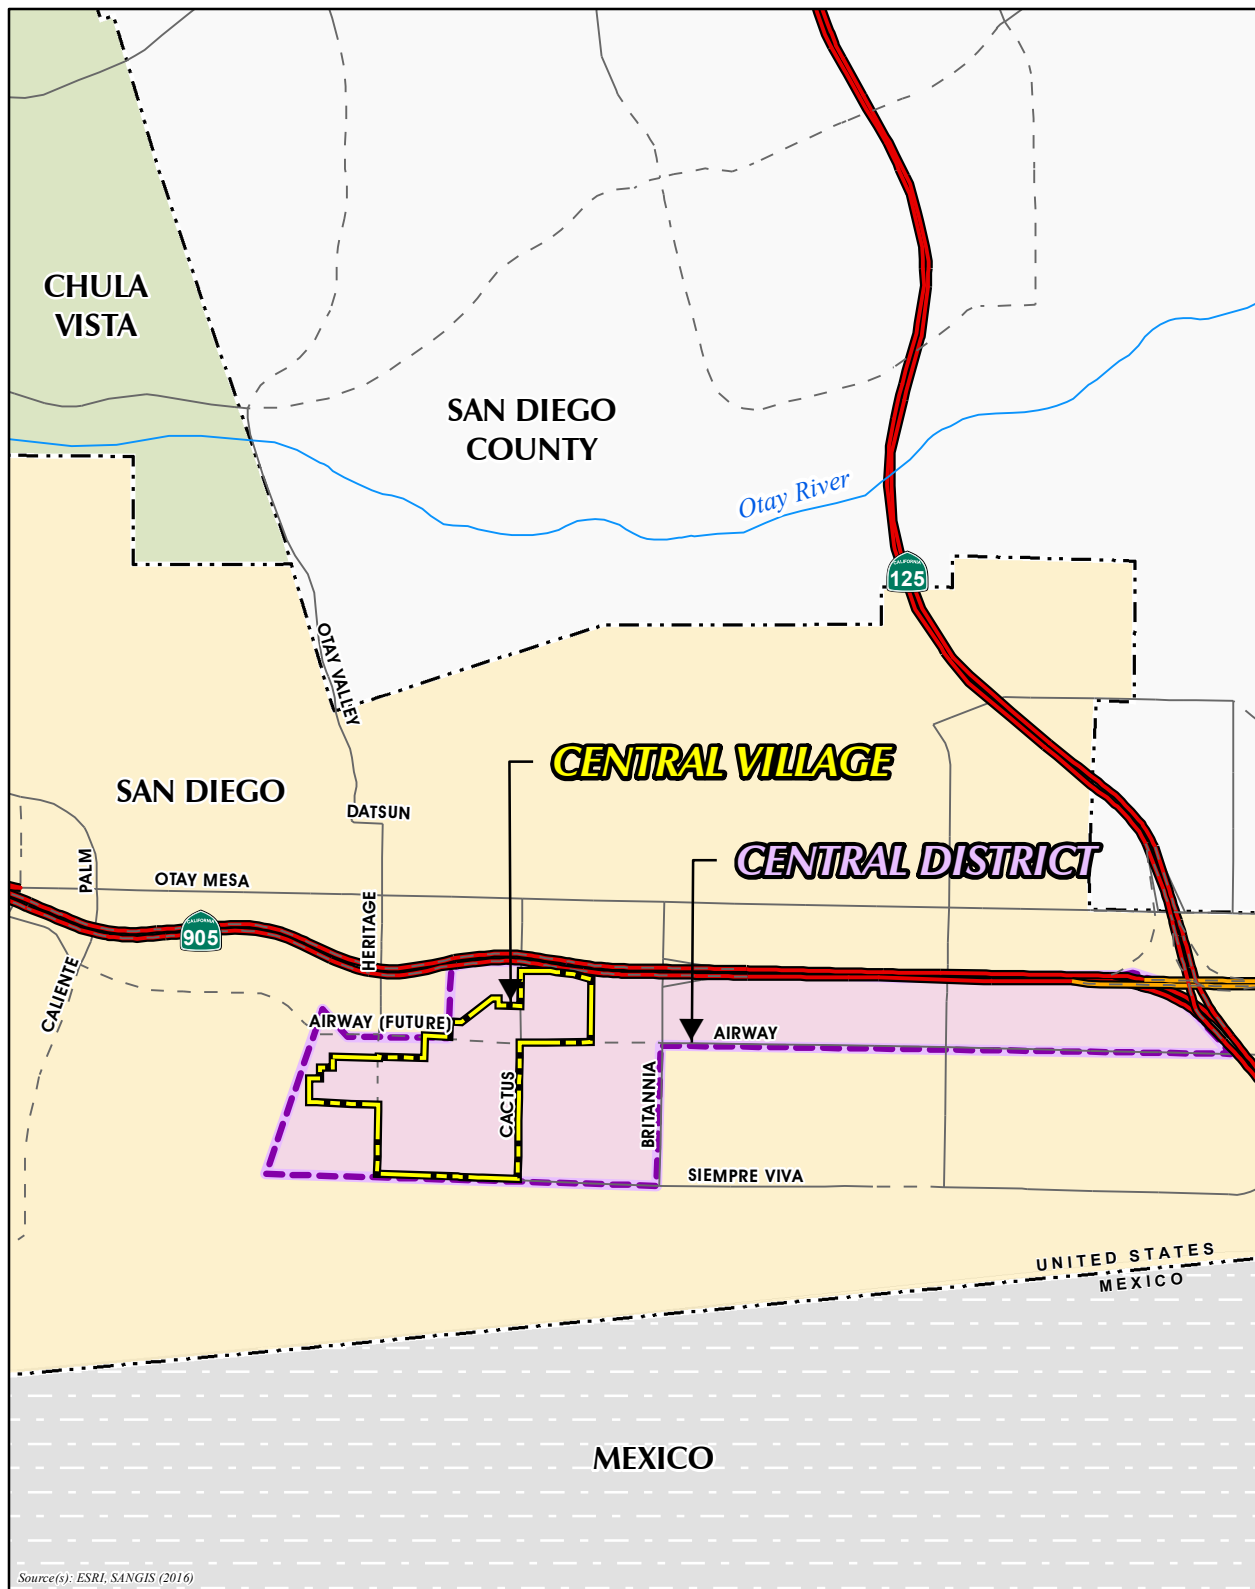 CHULA
VISTA
SAN DIEGO
COUNTY
Otay River
CALIFORNIA
125
OTAY VALLEY
CENTRAL VILLAGE
SAN DIEGO
DATSUN
CENTRAL DISTRICT
PALM
OTAY MESA
HERITAGE
CALIFORNIA
905
CALIENTE
AIRWAY (FUTURE)
AIRWAY
CACTUS
BRITANNIA
SIEMPRE VIVA
UNITED STATES
MEXICO
MEXICO
Source(s): ESRI, SANGIS (2016)